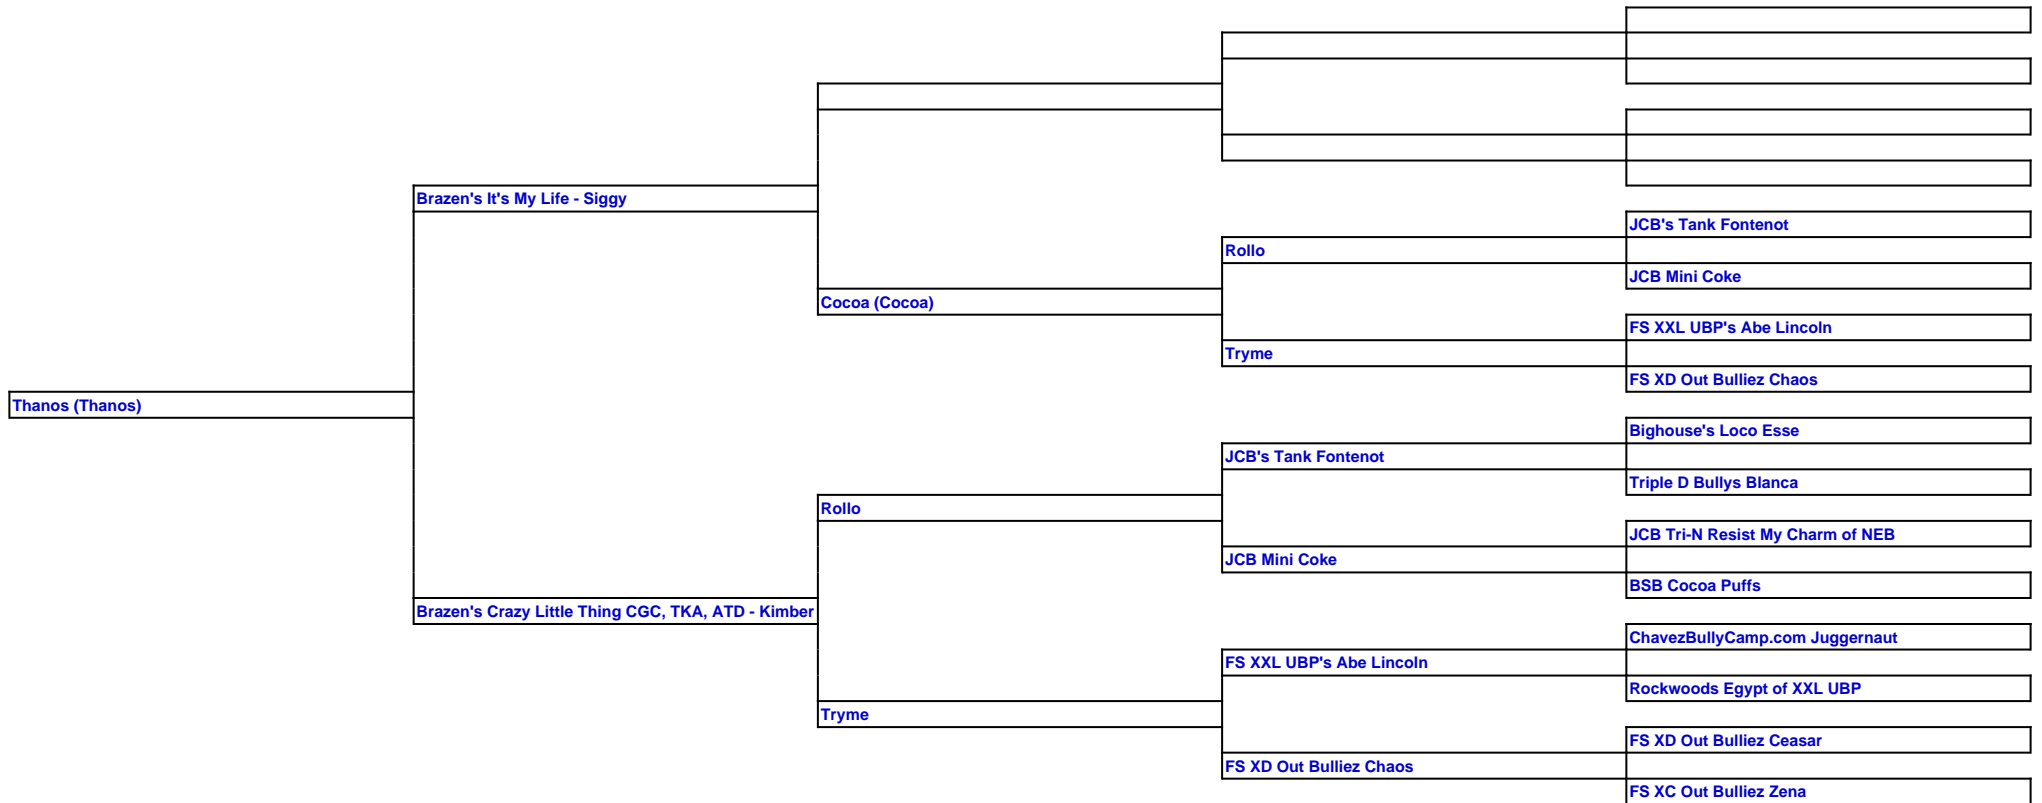 Brazen's It's My Life - Siggy
JCB's Tank Fontenot
Rollo
JCB Mini Coke
Cocoa (Cocoa)
FS XXL UBP's Abe Lincoln
Tryme
FS XD Out Bulliez Chaos
Thanos (Thanos)
Bighouse's Loco Esse
JCB's Tank Fontenot
Triple D Bullys Blanca
Rollo
JCB Tri-N Resist My Charm of NEB
JCB Mini Coke
BSB Cocoa Puffs
Brazen's Crazy Little Thing CGC, TKA, ATD - Kimber
ChavezBullyCamp.com Juggernaut
FS XXL UBP's Abe Lincoln
Rockwoods Egypt of XXL UBP
Tryme
FS XD Out Bulliez Ceasar
FS XD Out Bulliez Chaos
FS XC Out Bulliez Zena